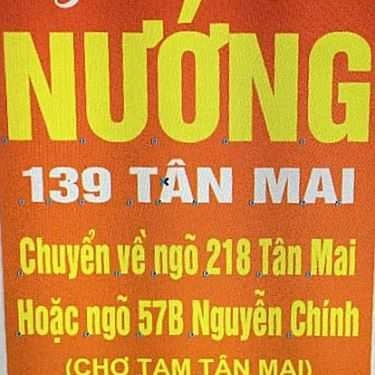 NƯỚNG
139 TÂN MAI
Chuyển về ngõ 218 Tân Mai
Hoặc ngõ 57B Nguyễn Chính
(CHỢ TẠM TÂN MAI)